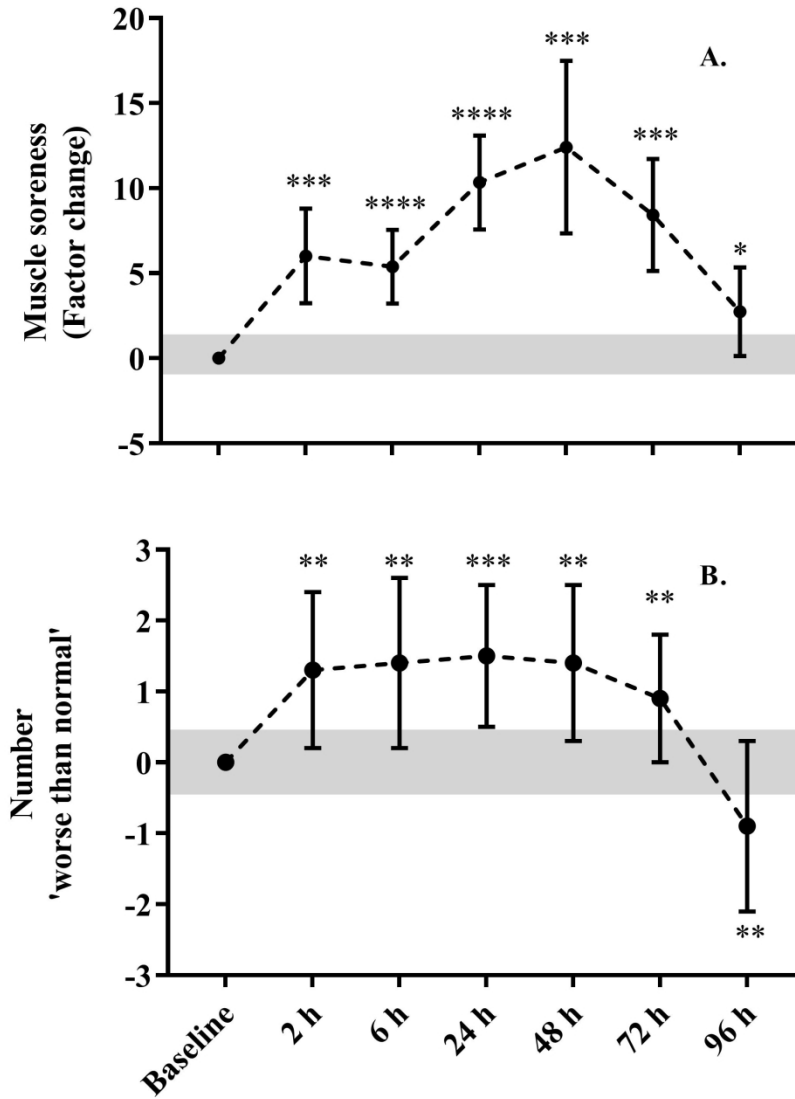 A.
Muscle soreness
(Factor change)
20
15
10
5
0
-5
***
****
****
***
***
*
B.
Number
'worse than normal'
3
2
1
0
-1
-2
-3
**
**
***
**
**
**
Baseline
2 h
6 h
24 h
48 h
72 h
96 h